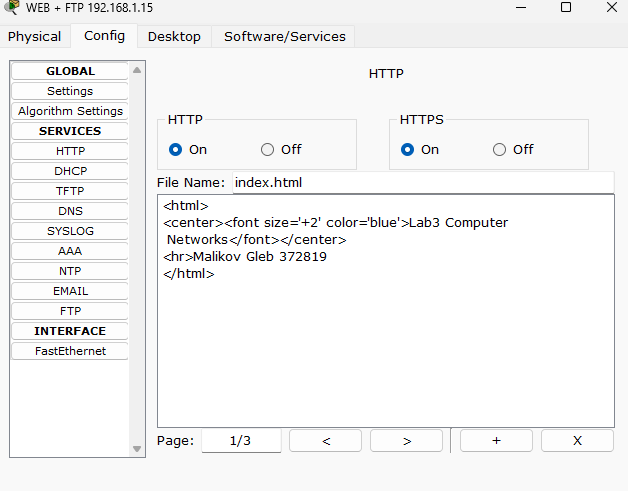 WEB + FTP 192.168.1.15
Physical Config Desktop Software/Services
GLOBAL
Settings
Algorithm Settings
SERVICES
HTTP
DHCP
TFTP
DNS
SYSLOG
AAA
NTP
EMAIL
FTP
INTERFACE
FastEthernet
HTTP
HTTP
On Off
HTTPS
On Off
File Name: index.html
<html>
<center><font size='+2' color='blue'>Lab3 Computer
Networks</font></center>
<hr>Malikov Gleb 372819
</html>
Page: 1/3 < > + X